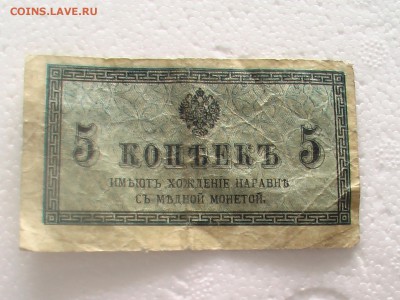 COINS.LAVE.RU
5 КОПѢЕКЪ 5
ИМѢЮТЪ ХОЖДЕНІЕ НАРАВНѢ
СЪ МѢДНОЙ МОНЕТОЙ.